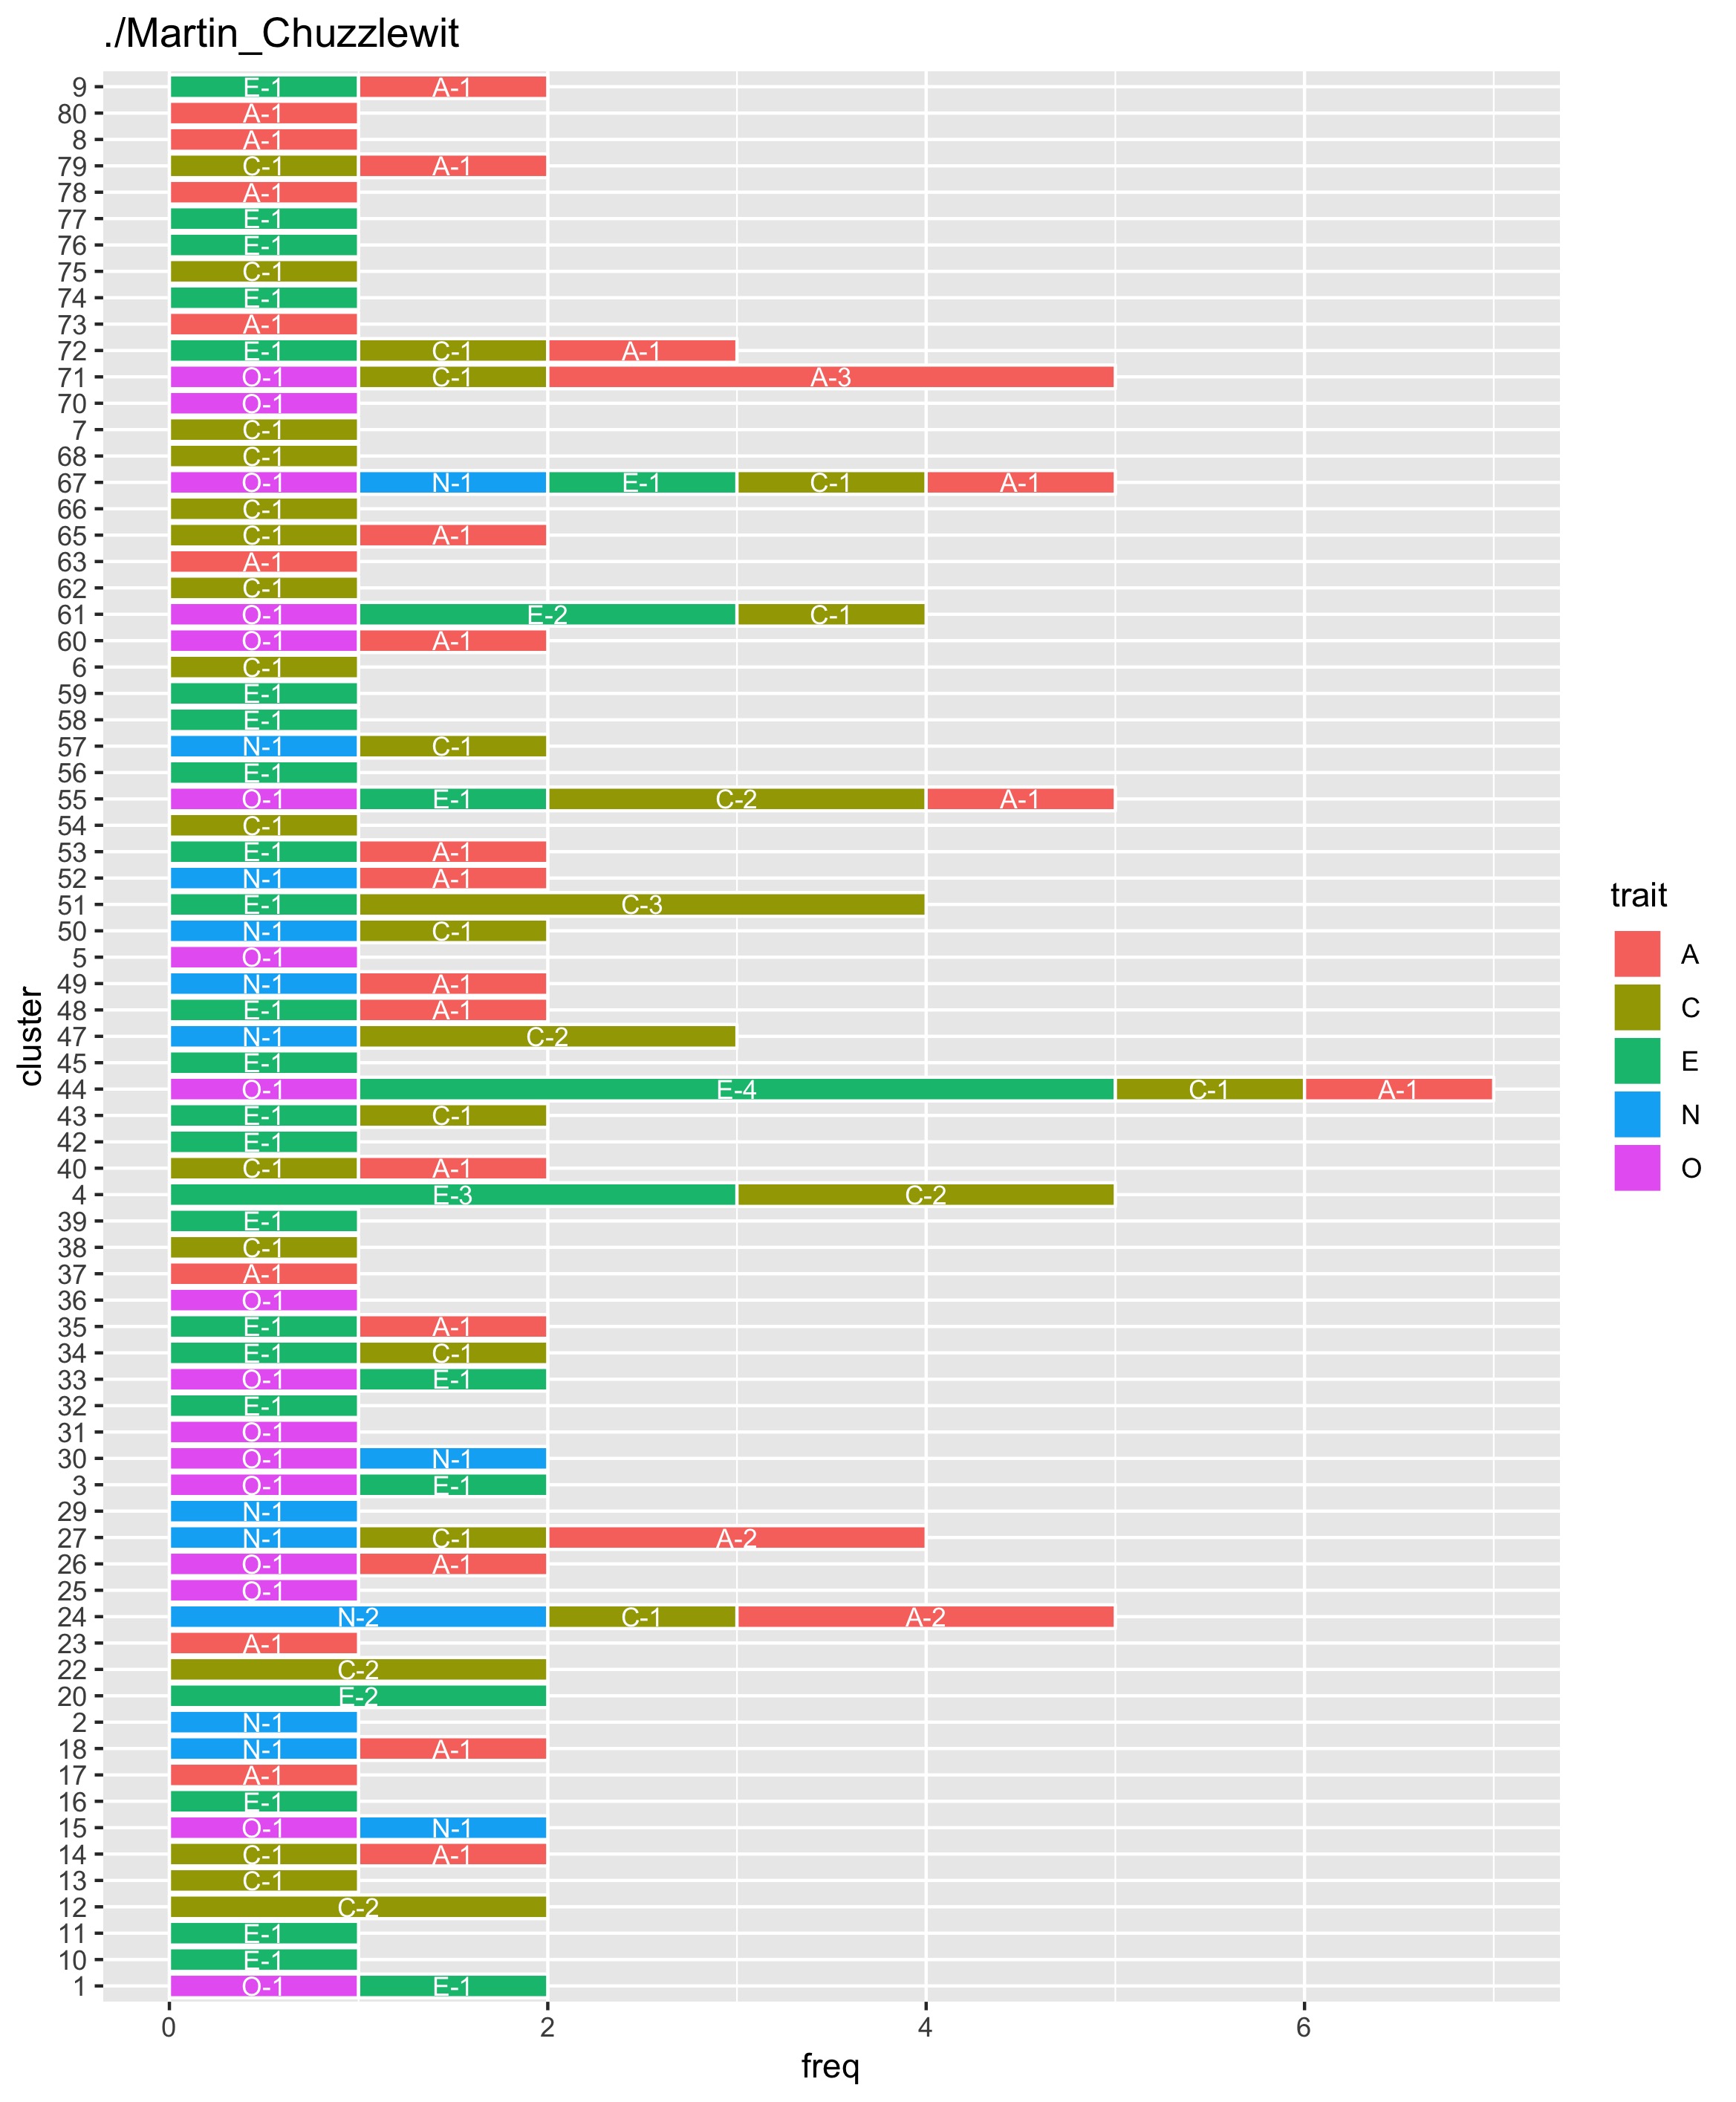 ./Martin_Chuzzlewit
9 E-1 A-1
80 A-1
8 A-1
79 C-1 A-1
78 A-1
77 E-1
76 E-1
75 C-1
74 E-1
73 A-1
72 E-1 C-1 A-1
71 O-1 C-1 A-3
70 O-1
7 C-1
68 C-1
67 O-1 N-1 E-1 C-1 A-1
66 C-1
65 C-1 A-1
63 A-1
62 C-1
61 O-1 E-2 C-1
60 O-1 A-1
6 C-1
59 E-1
58 E-1
57 N-1 C-1
56 E-1
55 O-1 E-1 C-2 A-1
54 C-1
53 E-1 A-1
52 N-1 A-1
51 E-1 C-3
50 N-1 C-1
5 O-1
49 N-1 A-1
48 E-1 A-1
47 N-1 C-2
45 E-1
44 O-1 E-4 C-1 A-1
43 E-1 C-1
42 E-1
40 C-1 A-1
4 E-3 C-2
39 E-1
38 C-1
37 A-1
36 O-1
35 E-1 A-1
34 E-1 C-1
33 O-1 E-1
32 E-1
31 O-1
30 O-1 N-1
3 O-1 E-1
29 N-1
27 N-1 C-1 A-2
26 O-1 A-1
25 O-1
24 N-2 C-1 A-2
23 A-1
22 C-2
20 E-2
2 N-1
18 N-1 A-1
17 A-1
16 E-1
15 O-1 N-1
14 C-1 A-1
13 C-1
12 C-2
11 E-1
10 E-1
1 O-1 E-1
0 2 4 6
freq
cluster
trait
A
C
E
N
O